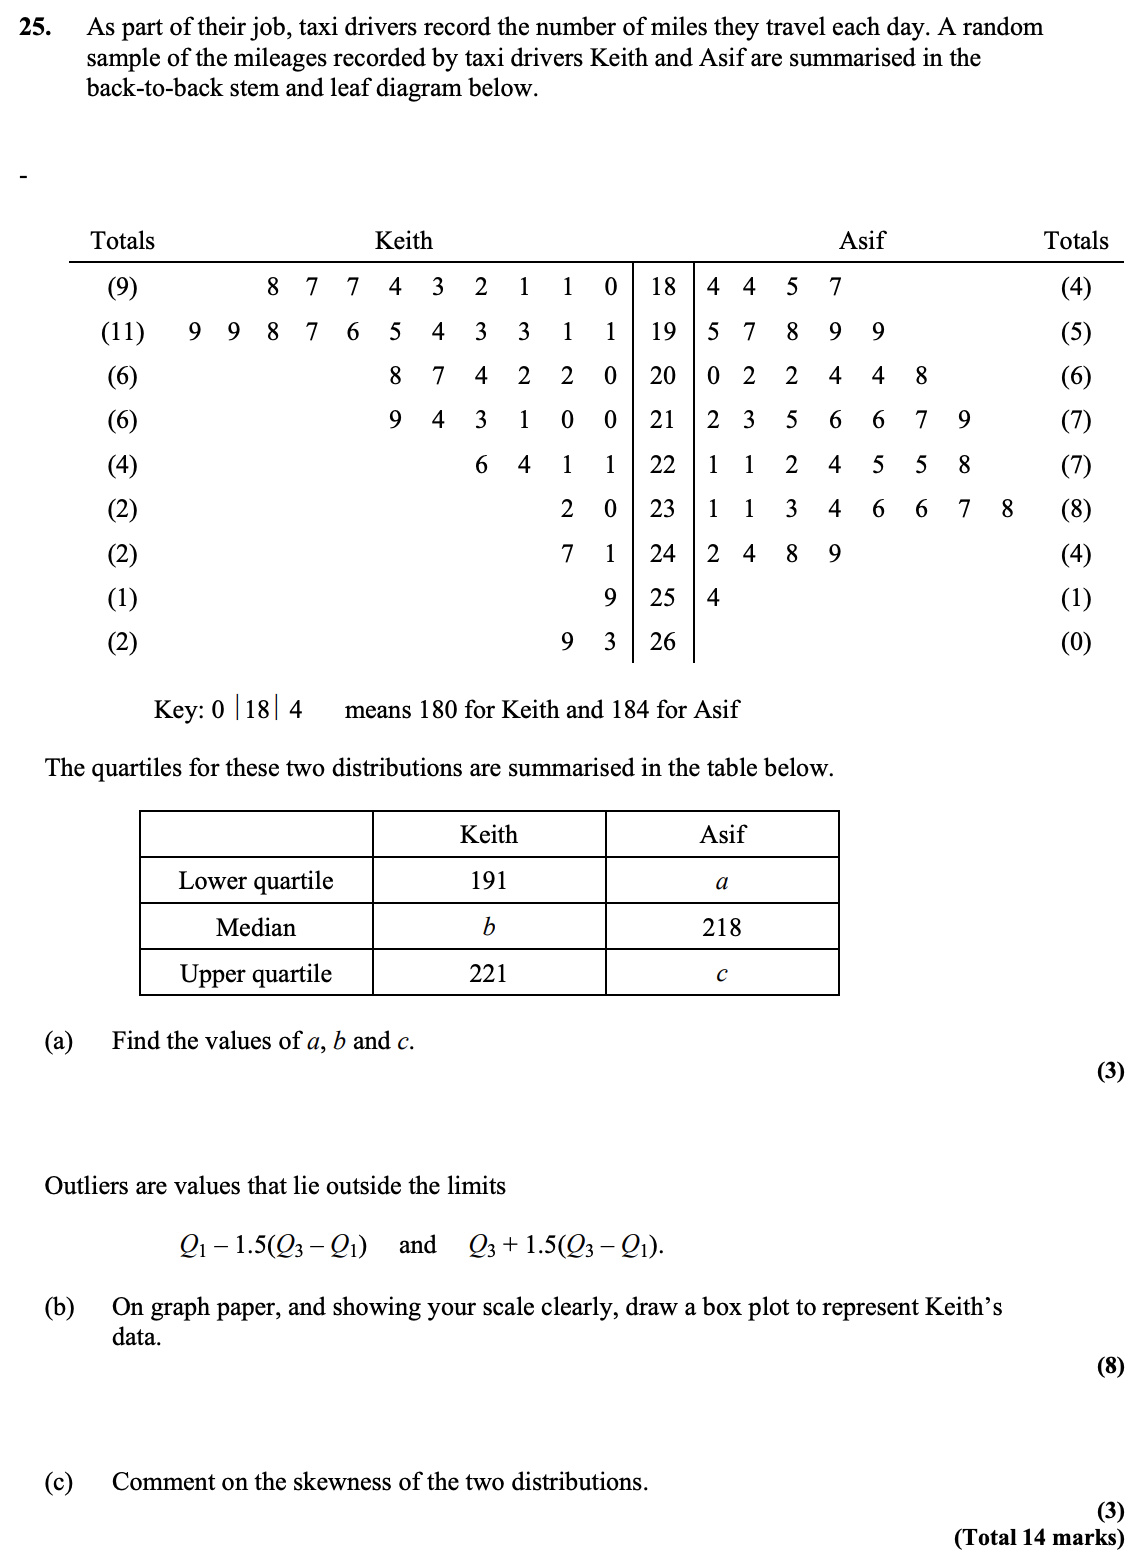 25. As part of their job, taxi drivers record the number of miles they travel each day. A random
sample of the mileages recorded by taxi drivers Keith and Asif are summarised in the
back-to-back stem and leaf diagram below.
-
Totals Keith Asif Totals
(9) 8 7 7 4 3 2 1 1 0 18 4 4 5 7 (4)
(11) 9 9 8 7 6 5 4 3 3 1 1 19 5 7 8 9 9 (5)
(6) 8 7 4 2 2 0 20 0 2 2 4 4 8 (6)
(6) 9 4 3 1 0 0 21 2 3 5 6 6 7 9 (7)
(4) 6 4 1 1 22 1 1 2 4 5 5 8 (7)
(2) 2 0 23 1 1 3 4 6 6 7 8 (8)
(2) 7 1 24 2 4 8 9 (4)
(1) 9 25 4 (1)
(2) 9 3 26 (0)
Key: 0 |18| 4 means 180 for Keith and 184 for Asif
The quartiles for these two distributions are summarised in the table below.
Keith Asif
Lower quartile 191 a
Median b 218
Upper quartile 221 c
(a) Find the values of a, b and c.
(3)
Outliers are values that lie outside the limits
Q₁ – 1.5(Q₃ – Q₁) and Q₃ + 1.5(Q₃ – Q₁).
(b) On graph paper, and showing your scale clearly, draw a box plot to represent Keith’s
data.
(8)
(c) Comment on the skewness of the two distributions.
(3)
(Total 14 marks)